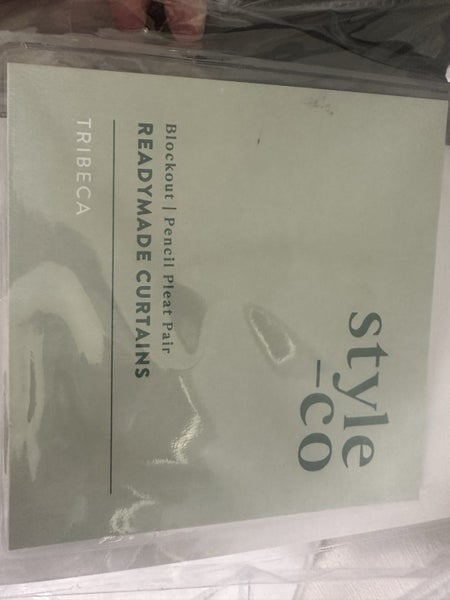 style
_co
Blockout | Pencil Pleat Pair
READYMADE CURTAINS
TRIBECA